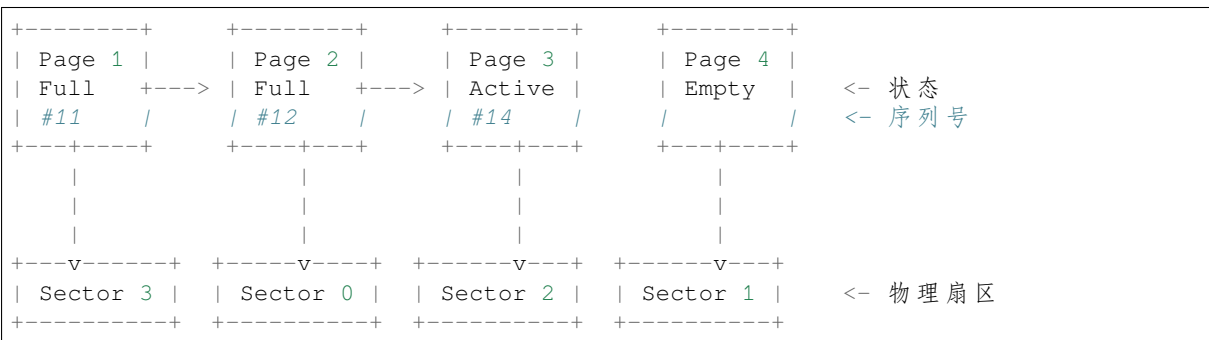 +--------+     +--------+     +--------+     +--------+
| Page 1 |     | Page 2 |     | Page 3 |     | Page 4 |
| Full   +---> | Full   +---> | Active |     | Empty  |    <- 状态
| #11    |     | #12    |     | #14    |     |        |    <- 序列号
+---+----+     +----+---+     +----+---+     +---+----+
    |               |              |             |
    |               |              |             |
    |               |              |             |
+---v------+  +-----v----+  +------v---+  +------v---+
| Sector 3 |  | Sector 0 |  | Sector 2 |  | Sector 1 |    <- 物理扇区
+----------+  +----------+  +----------+  +----------+